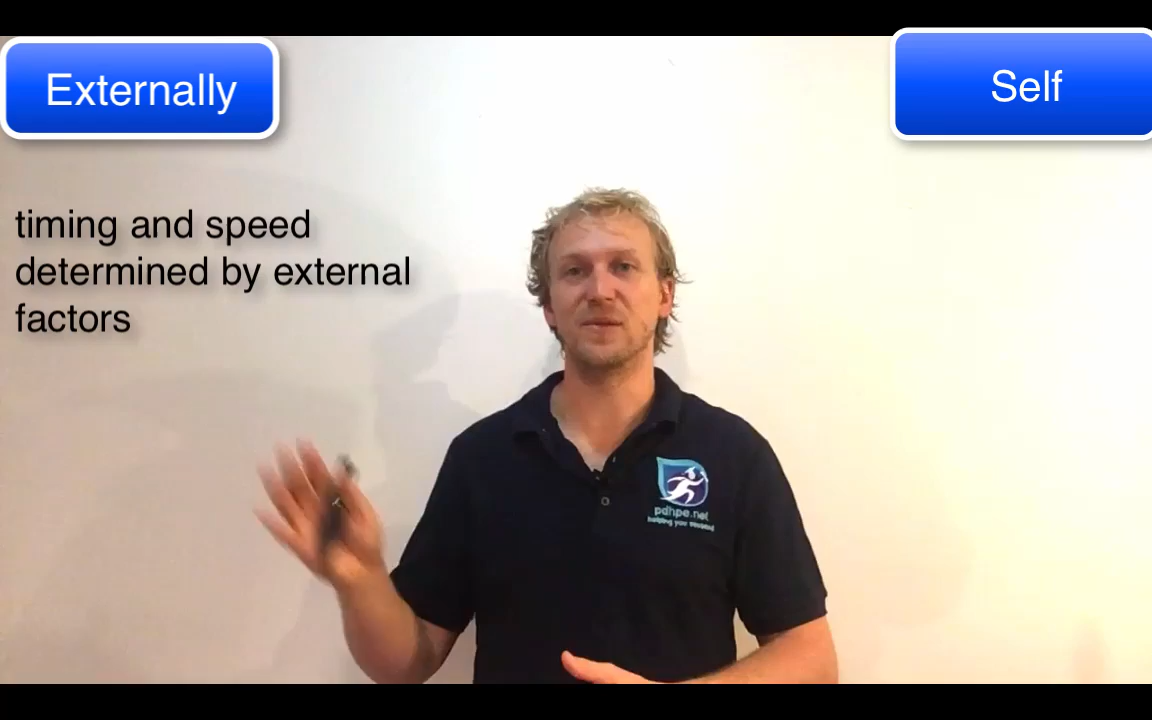 Externally
Self
timing and speed
determined by external
factors
pdhpe.net
helping you succeed